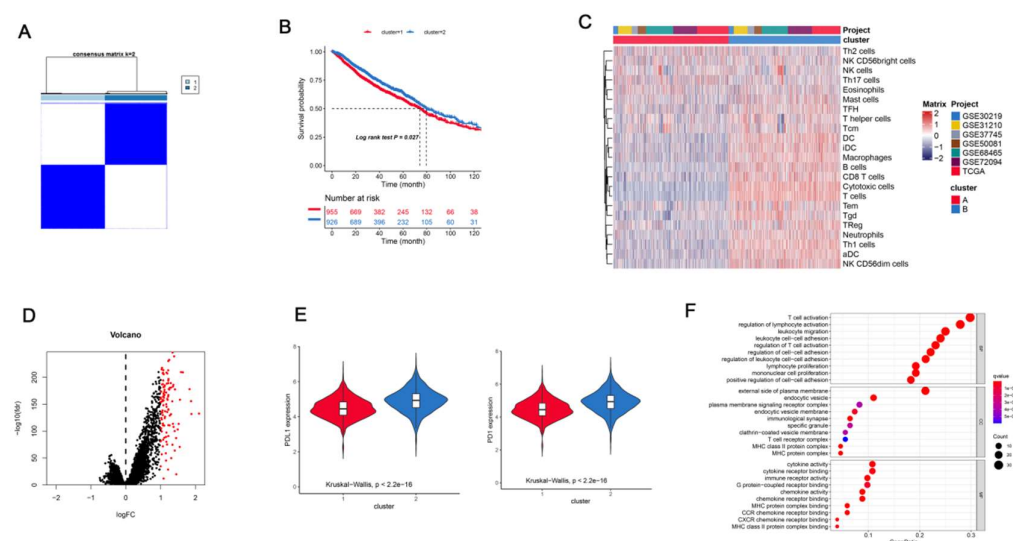 A
consensus matrix k=2
1
2
B
cluster=1 cluster=2
Survival probability
1.00
0.75
0.50
0.25
0.00
Log rank test P = 0.027
0 20 40 60 80 100 120
Time (month)
Number at risk
955 669 382 245 132 66 38
926 689 396 232 105 60 31
0 20 40 60 80 100 120
Time (month)
C
Project
cluster
Th2 cells
NK CD56bright cells
NK cells
Th17 cells
Eosinophils
Mast cells
TFH
T helper cells
Tcm
DC
iDC
Macrophages
B cells
CD8 T cells
Cytotoxic cells
T cells
Tem
Tgd
TReg
Neutrophils
Th1 cells
aDC
NK CD56dim cells
Matrix
2
1
0
−1
−2
Project
GSE30219
GSE31210
GSE37745
GSE50081
GSE68465
GSE72094
TCGA
cluster
A
B
D
Volcano
−log10(fdr)
200
150
100
50
0
−2 −1 0 1 2
logFC
E
PDL1 expression
8
6
4
2
0
Kruskal−Wallis, p < 2.2e−16
1 2
cluster
PD1 expression
8
4
0
Kruskal−Wallis, p < 2.2e−16
1 2
cluster
F
T cell activation
regulation of lymphocyte activation
leukocyte migration
leukocyte cell−cell adhesion
regulation of T cell activation
regulation of cell−cell adhesion
regulation of leukocyte cell−cell adhesion
lymphocyte proliferation
mononuclear cell proliferation
positive regulation of cell−cell adhesion
BP
external side of plasma membrane
endocytic vesicle
plasma membrane signaling receptor complex
endocytic vesicle membrane
immunological synapse
specific granule
clathrin−coated vesicle membrane
T cell receptor complex
MHC class II protein complex
MHC protein complex
CC
cytokine activity
cytokine receptor binding
immune receptor activity
G protein−coupled receptor binding
chemokine activity
chemokine receptor binding
MHC protein complex binding
CCR chemokine receptor binding
CXCR chemokine receptor binding
MHC class II protein complex binding
MF
0.1 0.2 0.3
qvalue
Count
10
20
30